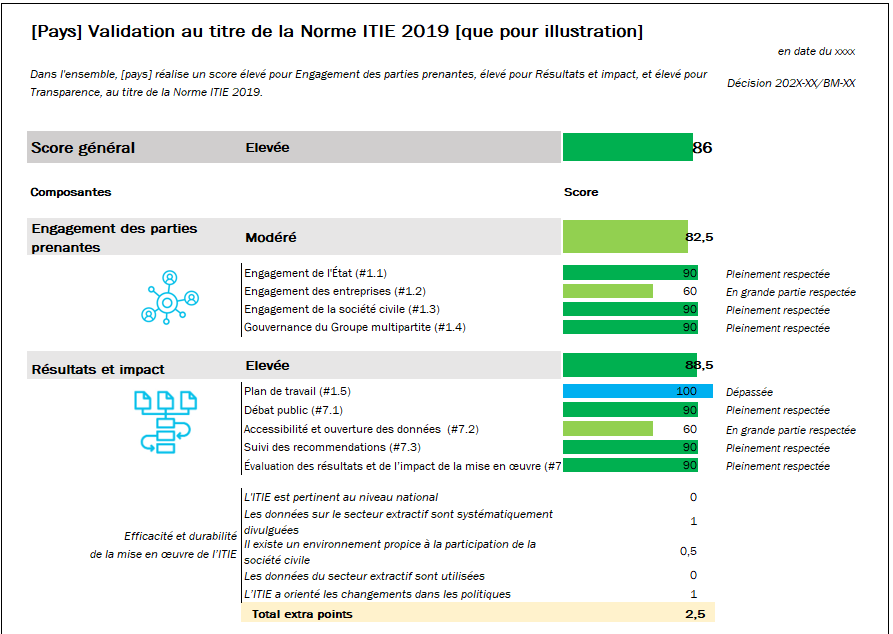 [Pays] Validation au titre de la Norme ITIE 2019 [que pour illustration]
en date du xxxx
Dans l'ensemble, [pays] réalise un score élevé pour Engagement des parties prenantes, élevé pour Résultats et impact, et élevé pour
Transparence, au titre de la Norme ITIE 2019.
Décision 202X-XX/BM-XX
Score général Elevée 86
Composantes Score
Engagement des parties
prenantes Modéré 82,5
Engagement de l'État (#1.1) 90 Pleinement respectée
Engagement des entreprises (#1.2) 60 En grande partie respectée
Engagement de la société civile (#1.3) 90 Pleinement respectée
Gouvernance du Groupe multipartite (#1.4) 90 Pleinement respectée
Résultats et impact Elevée 88,5
Plan de travail (#1.5) 100 Dépassée
Débat public (#7.1) 90 Pleinement respectée
Accessibilité et ouverture des données (#7.2) 60 En grande partie respectée
Suivi des recommendations (#7.3) 90 Pleinement respectée
Évaluation des résultats et de l'impact de la mise en œuvre (#7 90 Pleinement respectée
Efficacité et durabilité
de la mise en œuvre de l'ITIE
L'ITIE est pertinent au niveau national 0
Les données sur le secteur extractif sont systématiquement
divulguées 1
Il existe un environnement propice à la participation de la
société civile 0,5
Les données du secteur extractif sont utilisées 0
L'ITIE a orienté les changements dans les politiques 1
Total extra points 2,5